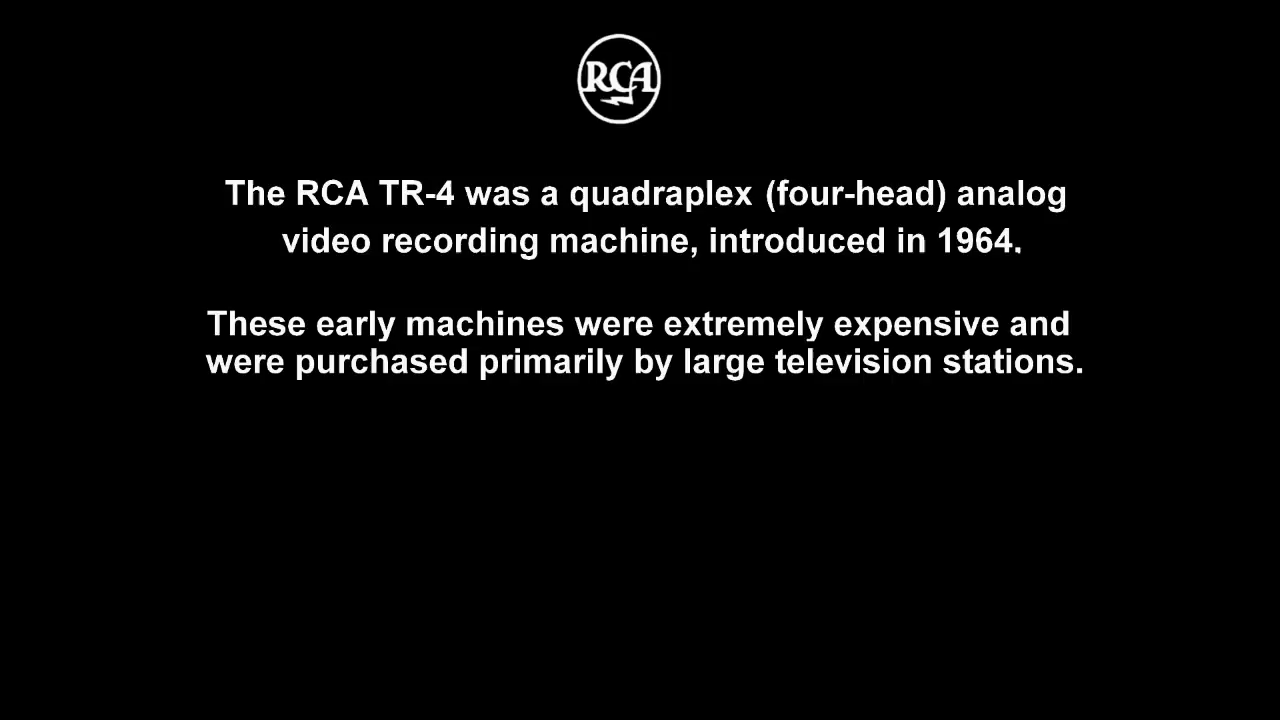 RCA
The RCA TR-4 was a quadraplex (four-head) analog
video recording machine, introduced in 1964.
These early machines were extremely expensive and
were purchased primarily by large television stations.